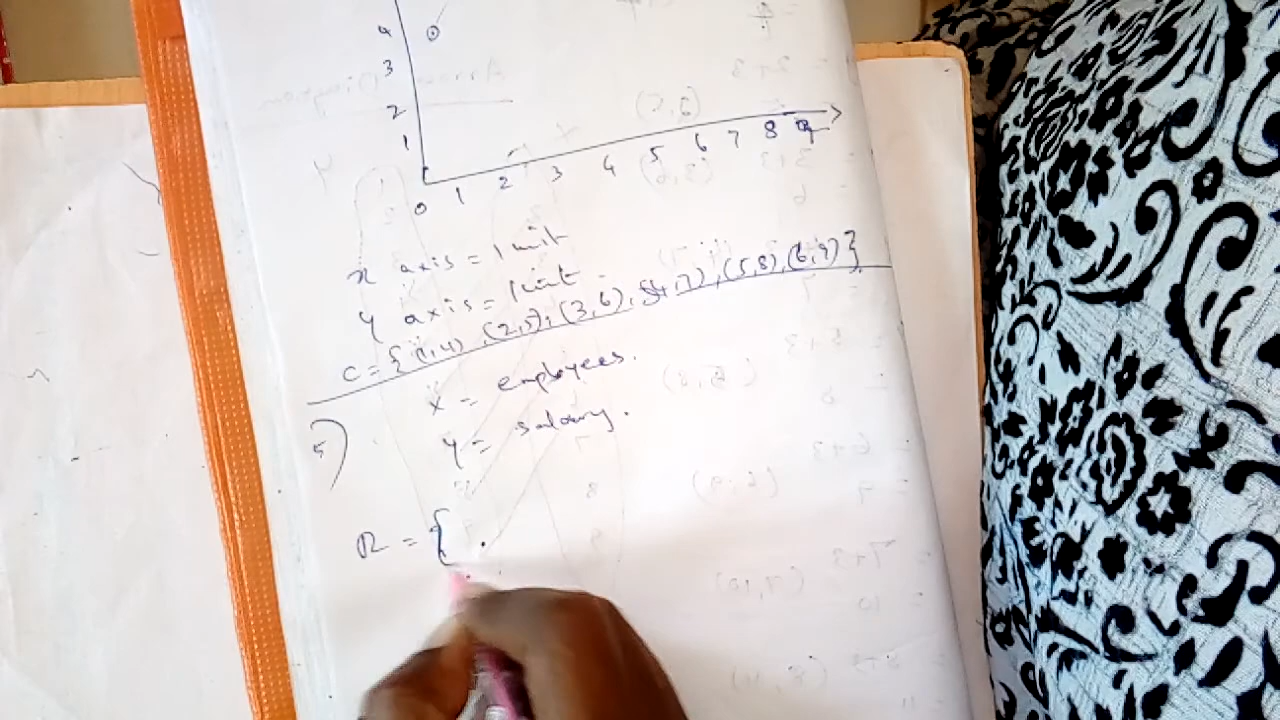 4
3
2
1
0 1 2 3 4 5 6 7 8 9
x axis = 1 unit
y axis = 1 unit
C = { (1,4), (2,5), (3,6), (4,7), (5,8), (6,9) }
5) x = employees.
y = salary.
R = {